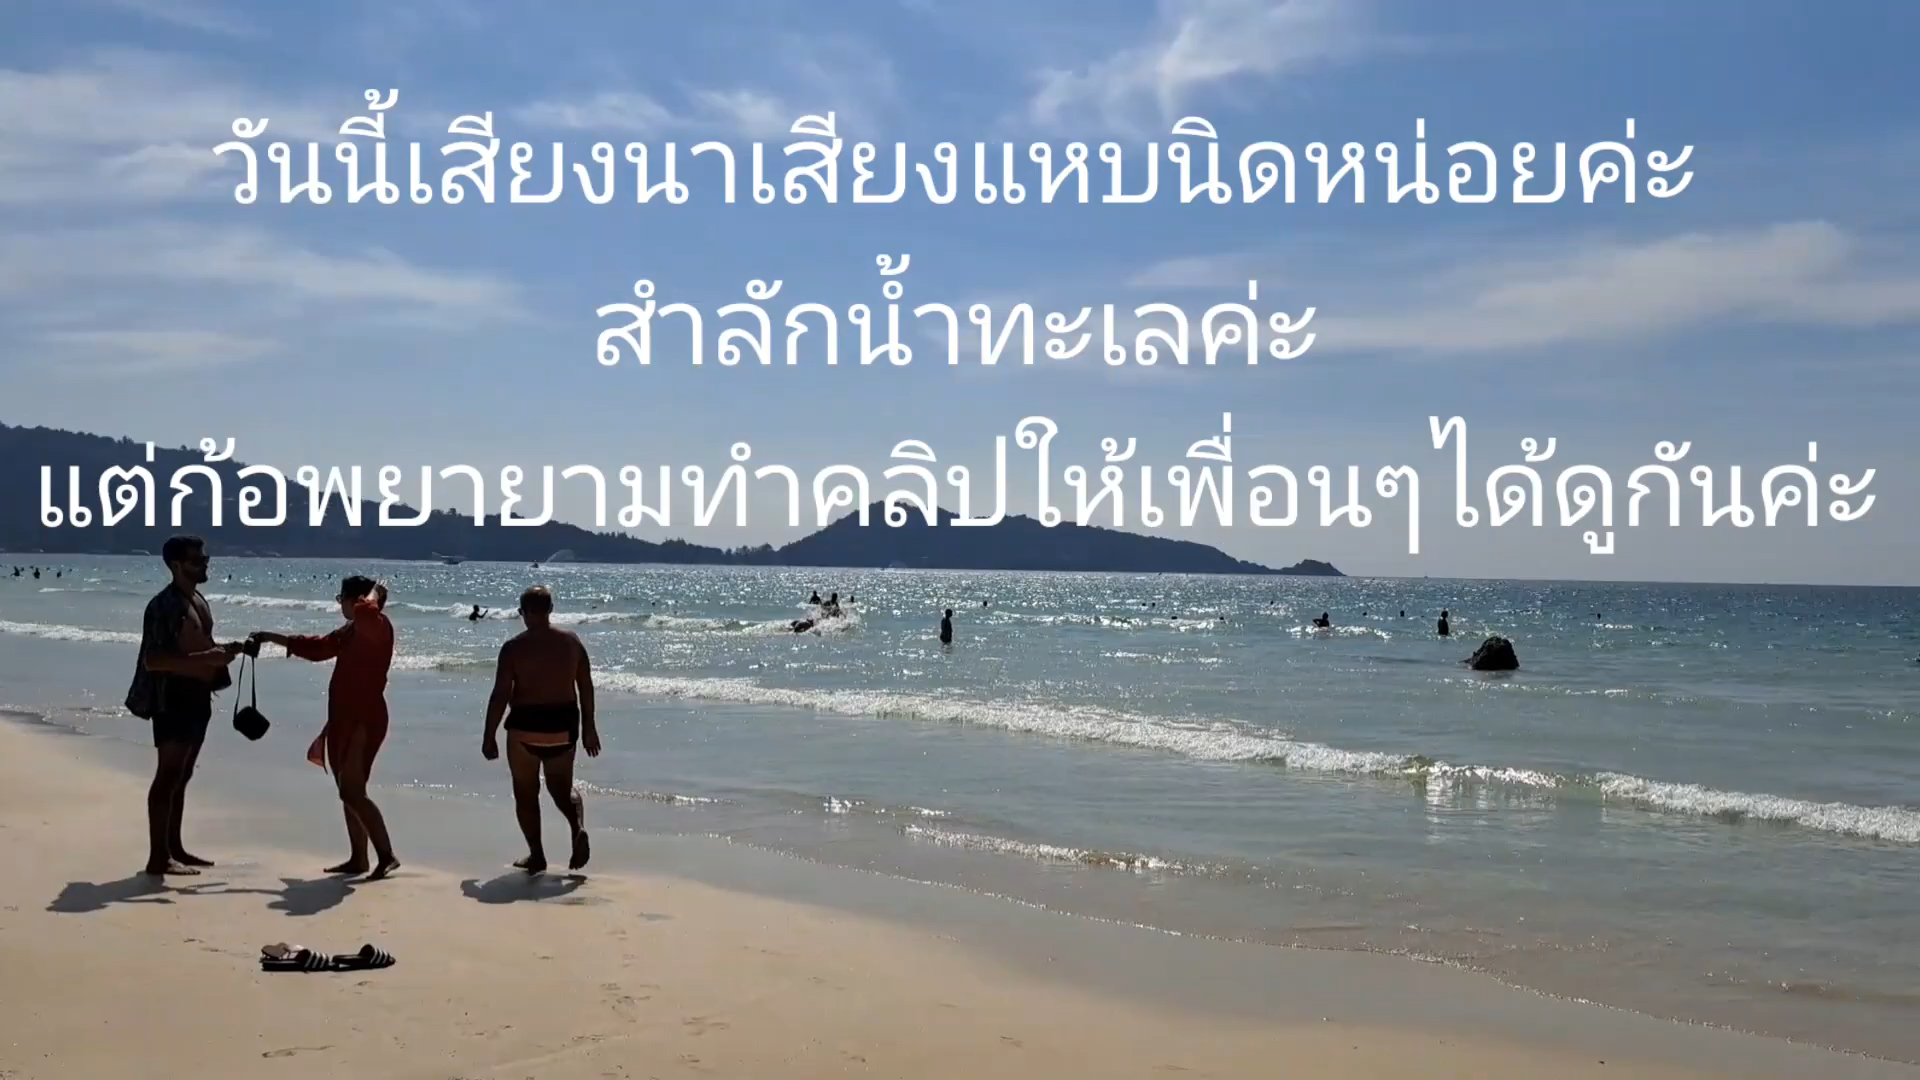 วันนี้เสียงนาเสียงแหบนิดหน่อยค่ะ
สำลักน้ำทะเลค่ะ
แต่ก้อพยายามทำคลิปให้เพื่อนๆได้ดูกันค่ะ